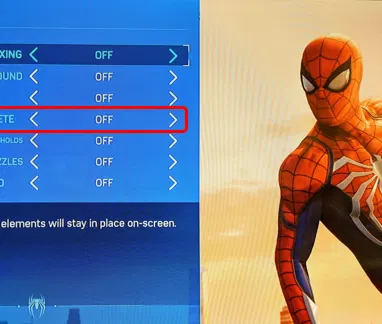 XING OFF
OUND OFF
OFF
ETE OFF
HOLDS OFF
ZZLES OFF
OFF
elements will stay in place on-screen.